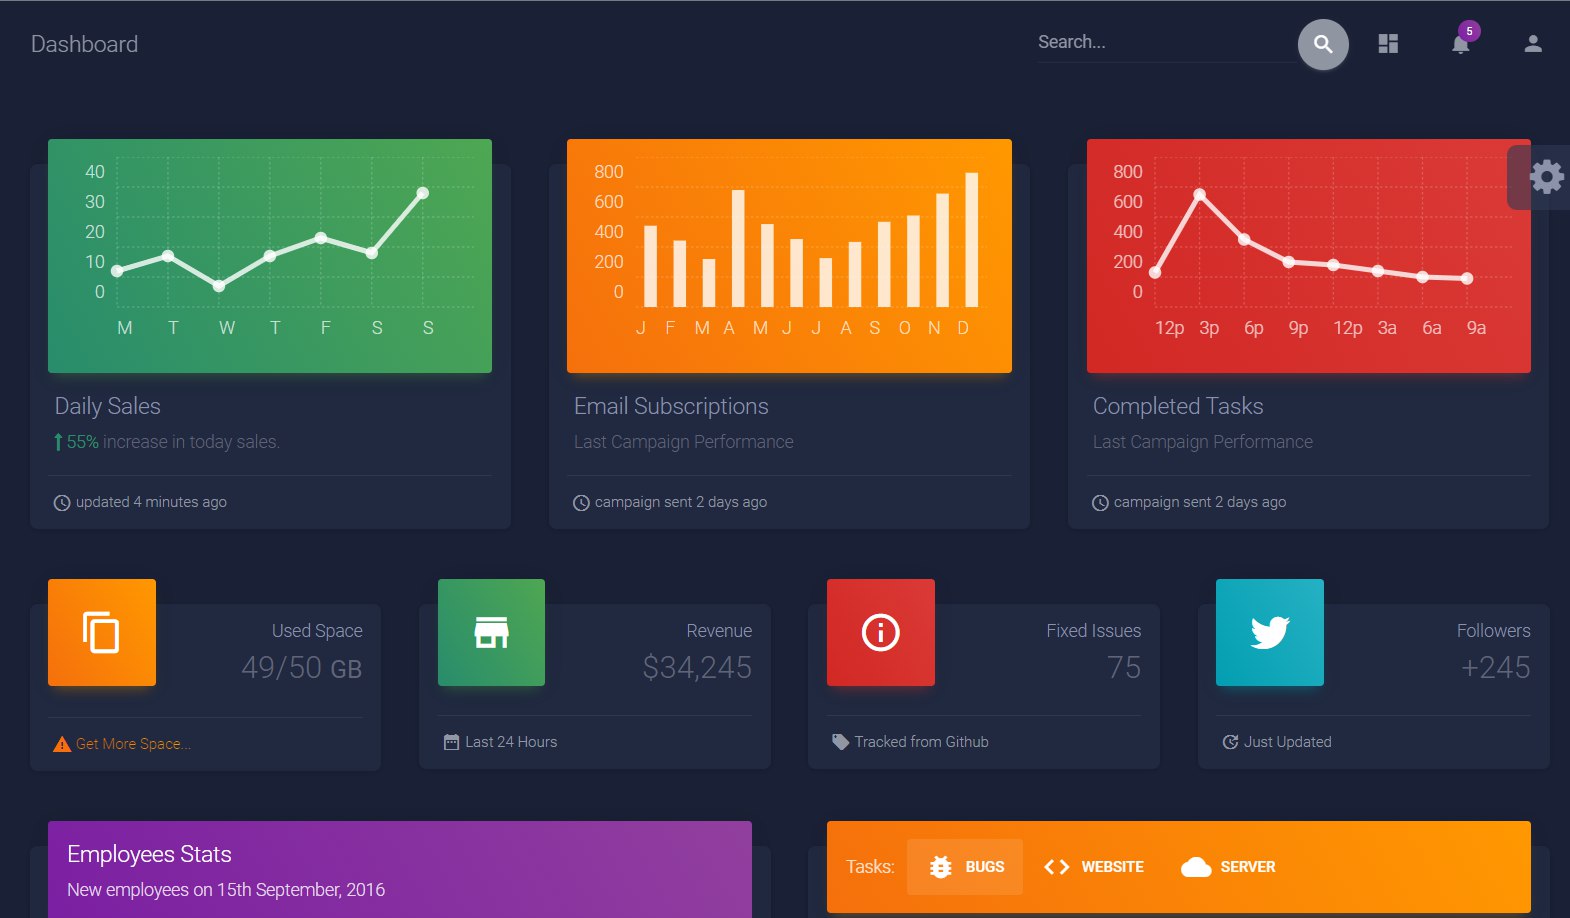 Dashboard
Search...
5
40
30
20
10
0
M T W T F S S
Daily Sales
55% increase in today sales.
updated 4 minutes ago
800
600
400
200
0
J F M A M J J A S O N D
Email Subscriptions
Last Campaign Performance
campaign sent 2 days ago
800
600
400
200
0
12p 3p 6p 9p 12p 3a 6a 9a
Completed Tasks
Last Campaign Performance
campaign sent 2 days ago
Used Space
49/50 GB
Get More Space...
Revenue
$34,245
Last 24 Hours
Fixed Issues
75
Tracked from Github
Followers
+245
Just Updated
Employees Stats
New employees on 15th September, 2016
Tasks: BUGS WEBSITE SERVER